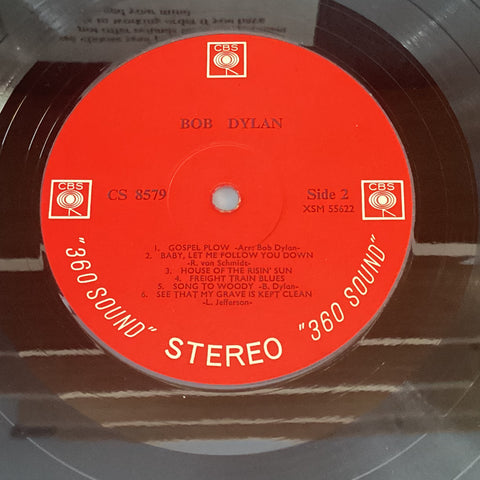 CBS
BOB DYLAN
CS 8579
Side 2
XSM 55622
CBS
CBS
1. GOSPEL PLOW -Arr: Bob Dylan-
2. BABY, LET ME FOLLOW YOU DOWN
-R. von Schmidt-
3. HOUSE OF THE RISIN' SUN
4. FREIGHT TRAIN BLUES
5. SONG TO WOODY -B. Dylan-
6. SEE THAT MY GRAVE IS KEPT CLEAN
-L. Jefferson-
"360 SOUND" STEREO "360 SOUND"